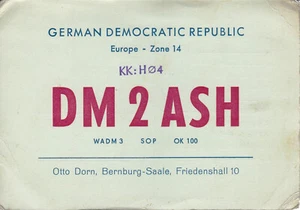 GERMAN DEMOCRATIC REPUBLIC
Europe - Zone 14
KK: HØ4
DM 2 ASH
WADM 3 SOP OK 100
Otto Dorn, Bernburg-Saale, Friedenshall 10